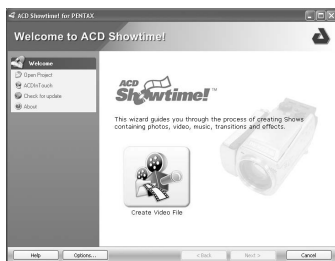 ACD Showtime! for PENTAX
Welcome to ACD Showtime!
Welcome
Open Project
ACDInTouch
Check for update
About
ACD
Showtime!™
This wizard guides you through the process of creating Shows
containing photos, video, music, transitions and effects.
Create Video File
Help
Options...
< Back
Next >
Cancel